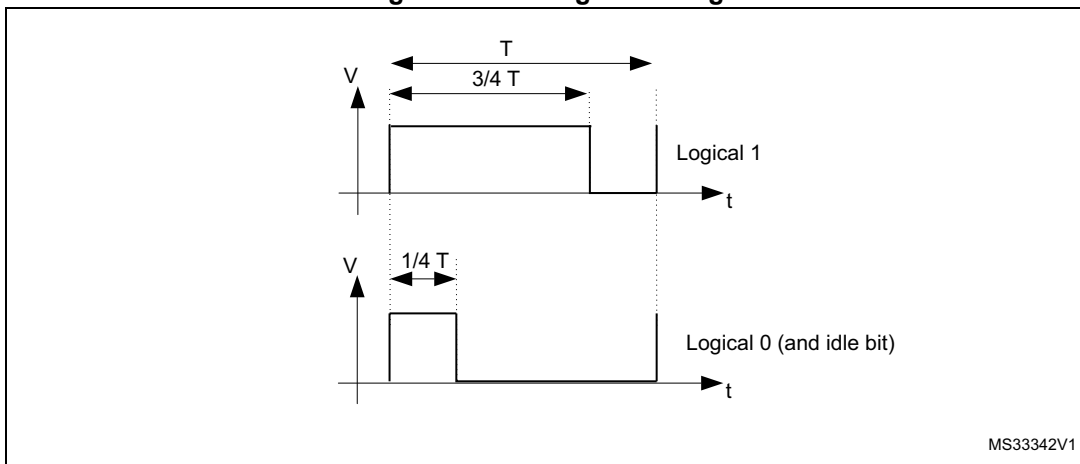 T
V
3/4 T
Logical 1
t
V
1/4 T
Logical 0 (and idle bit)
t
MS33342V1